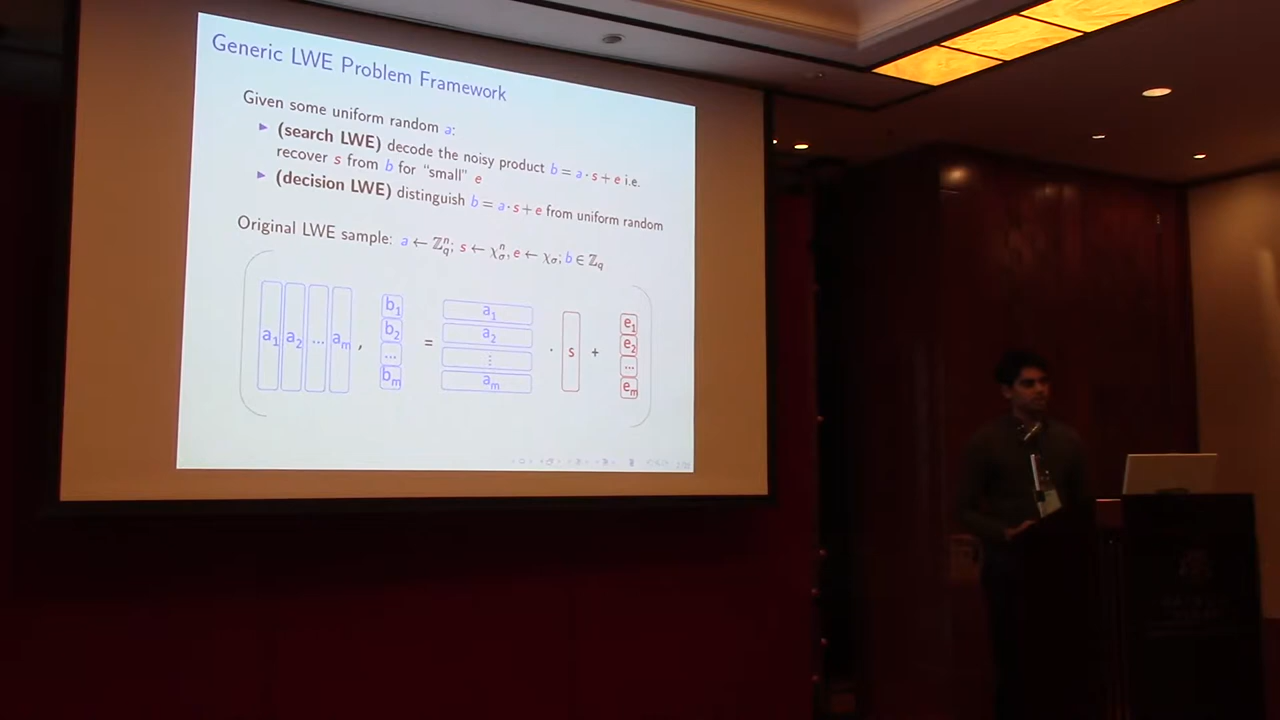 Generic LWE Problem Framework
Given some uniform random a:
▶ (search LWE) decode the noisy product b = a · s + e i.e.
recover s from b for “small” e
▶ (decision LWE) distinguish b = a · s + e from uniform random
Original LWE sample: a ← ℤ_q^n; s ← χ_σ^n, e ← χ_σ; b ∈ ℤ_q
a₁ a₂ ... aₘ ,
b₁
b₂
...
bₘ
=
a₁
a₂
⋮
aₘ
· s +
e₁
e₂
...
eₘ